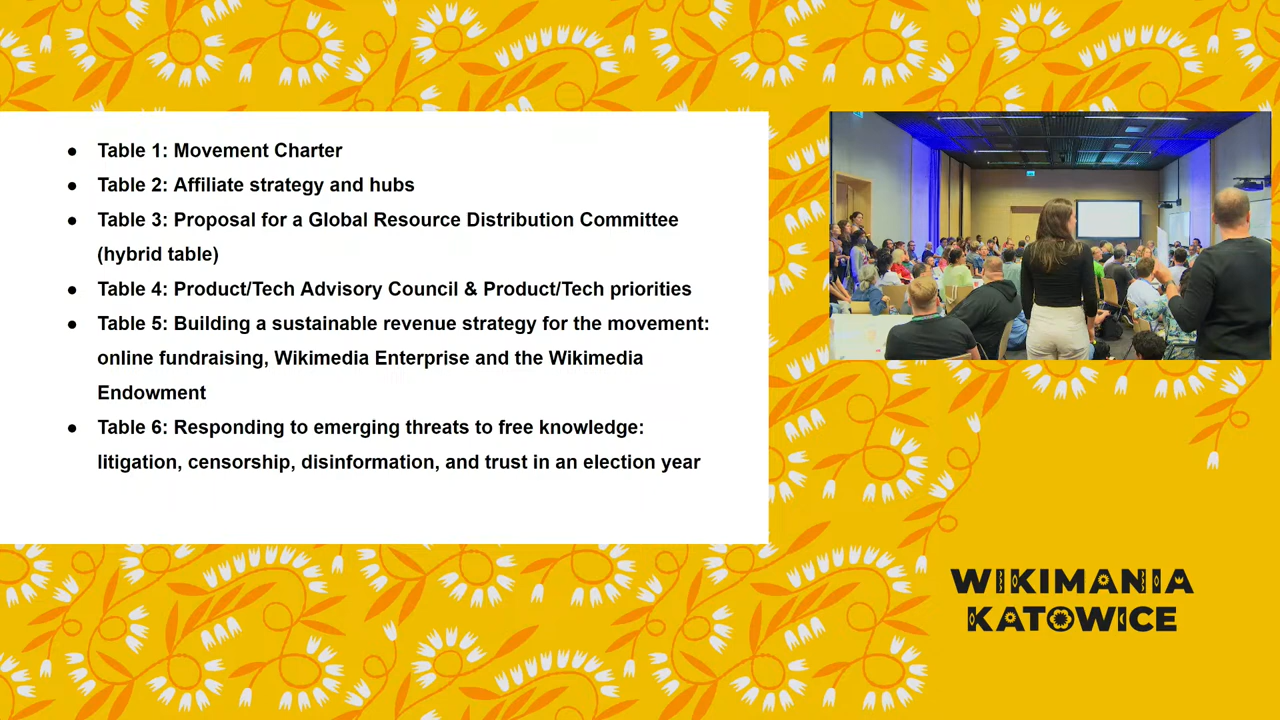 ● Table 1: Movement Charter
● Table 2: Affiliate strategy and hubs
● Table 3: Proposal for a Global Resource Distribution Committee
(hybrid table)
● Table 4: Product/Tech Advisory Council & Product/Tech priorities
● Table 5: Building a sustainable revenue strategy for the movement:
online fundraising, Wikimedia Enterprise and the Wikimedia
Endowment
● Table 6: Responding to emerging threats to free knowledge:
litigation, censorship, disinformation, and trust in an election year
WIKIMANIA
KATOWICE